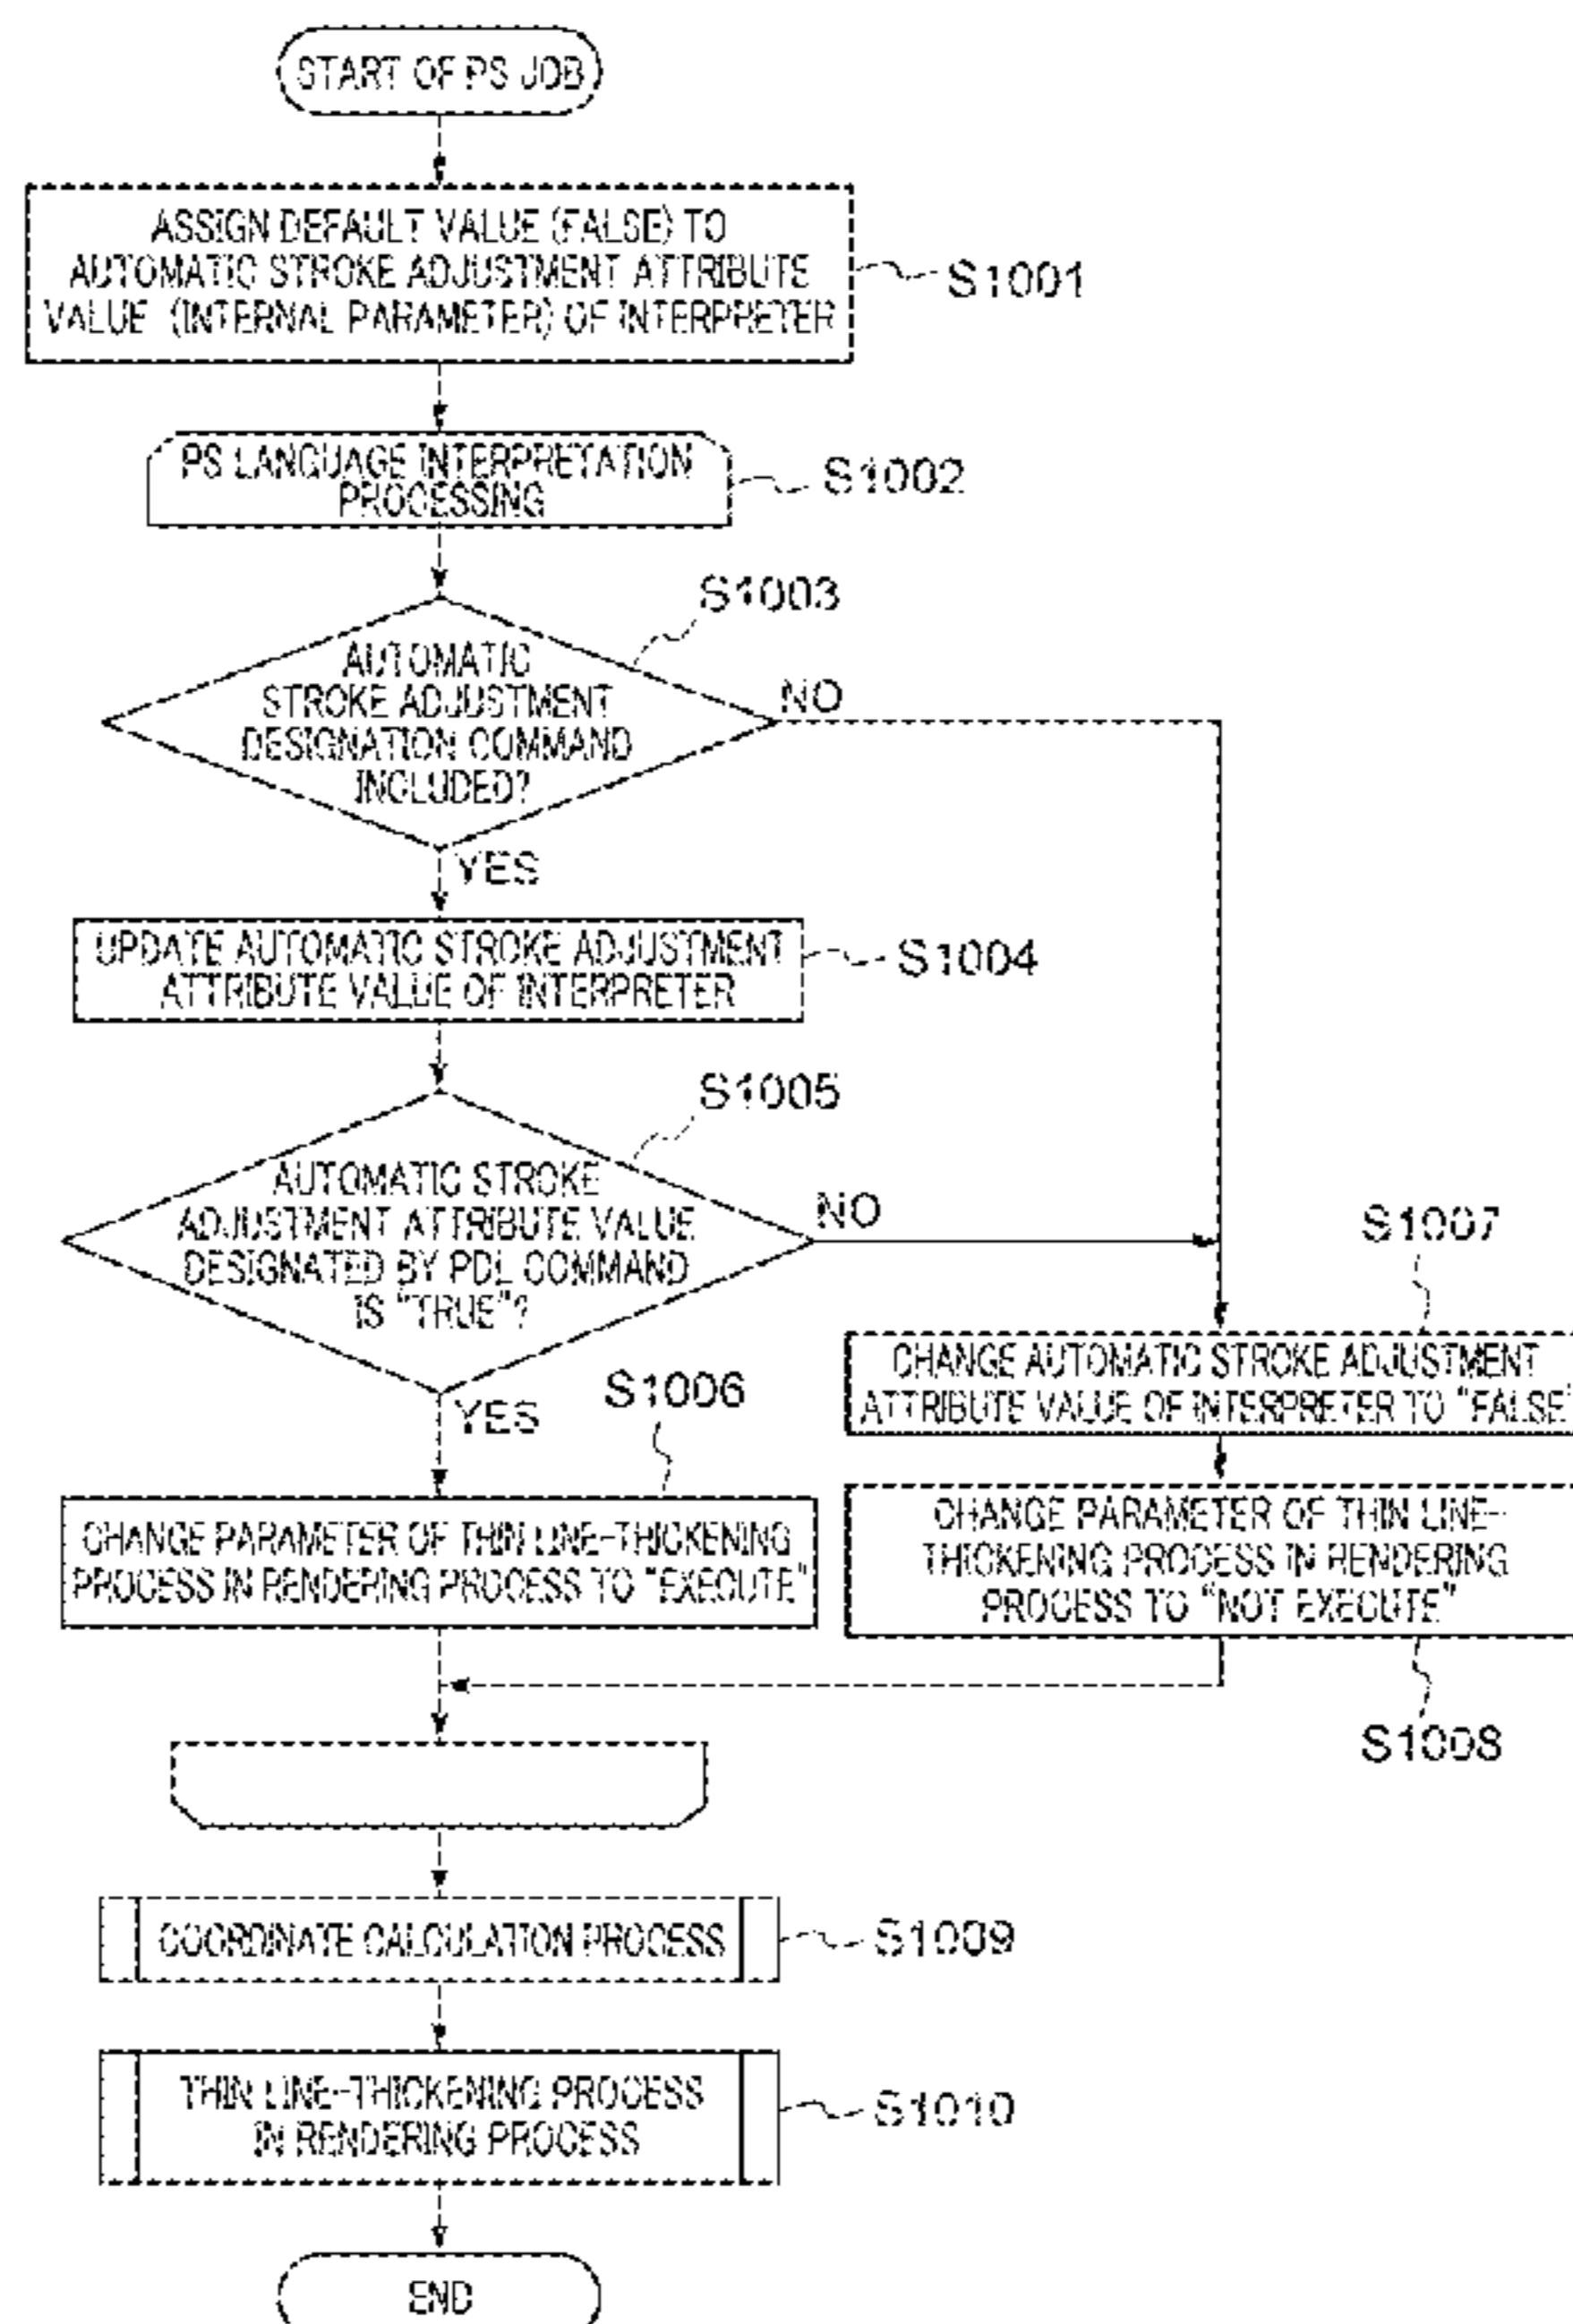 START OF PS JOB
ASSIGN DEFAULT VALUE (FALSE) TO
AUTOMATIC STROKE ADJUSTMENT ATTRIBUTE
VALUE (INTERNAL PARAMETER) OF INTERPRETER
S1001
PS LANGUAGE INTERPRETATION
PROCESSING
S1002
S1003
AUTOMATIC
STROKE ADJUSTMENT
DESIGNATION COMMAND
INCLUDED?
NO
YES
UPDATE AUTOMATIC STROKE ADJUSTMENT
ATTRIBUTE VALUE OF INTERPRETER
S1004
S1005
AUTOMATIC STROKE
ADJUSTMENT ATTRIBUTE VALUE
DESIGNATED BY PDL COMMAND
IS "TRUE"?
NO
YES
S1006
CHANGE PARAMETER OF THIN LINE-THICKENING
PROCESS IN RENDERING PROCESS TO "EXECUTE"
S1007
CHANGE AUTOMATIC STROKE ADJUSTMENT
ATTRIBUTE VALUE OF INTERPRETER TO "FALSE"
CHANGE PARAMETER OF THIN LINE-
THICKENING PROCESS IN RENDERING
PROCESS TO "NOT EXECUTE"
S1008
COORDINATE CALCULATION PROCESS
S1009
THIN LINE-THICKENING PROCESS
IN RENDERING PROCESS
S1010
END